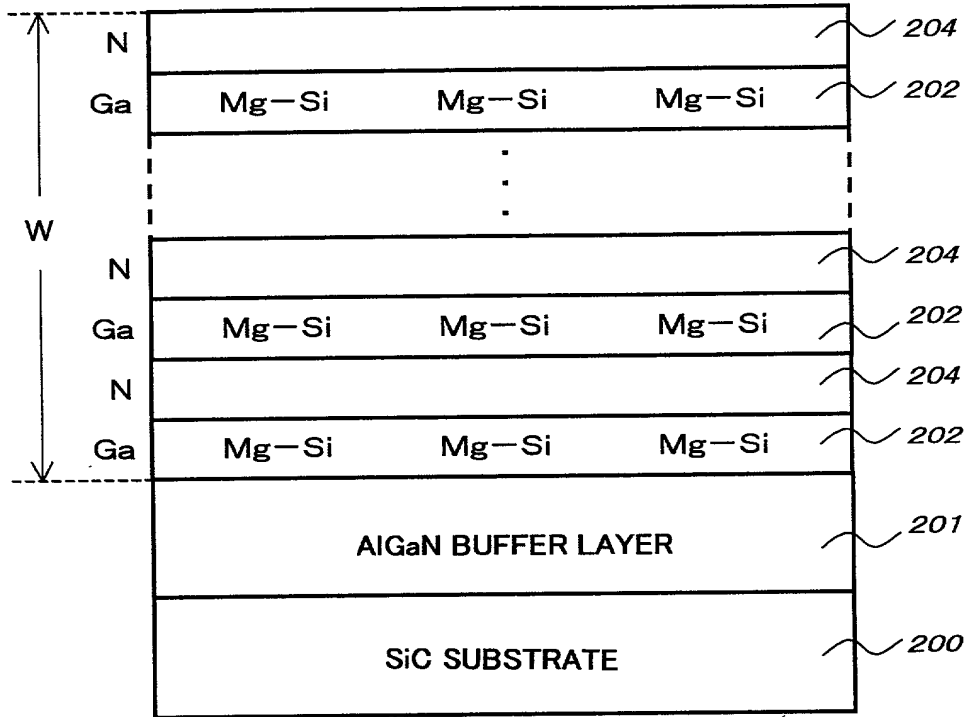 N 204
Ga Mg-Si Mg-Si Mg-Si 202
W
N 204
Ga Mg-Si Mg-Si Mg-Si 202
N 204
Ga Mg-Si Mg-Si Mg-Si 202
AlGaN BUFFER LAYER 201
SiC SUBSTRATE 200